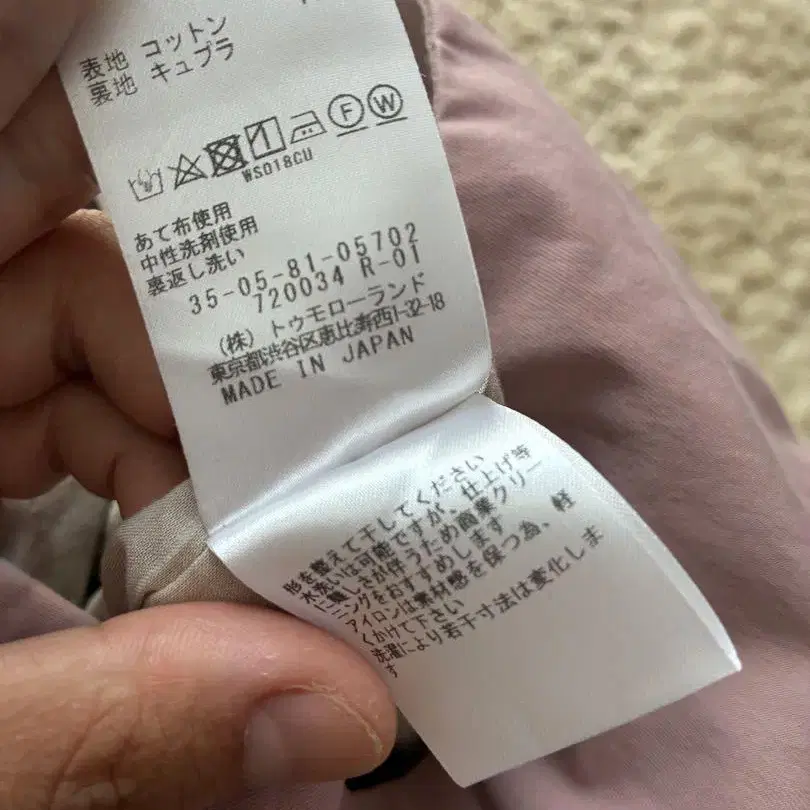 表地 コットン
裏地 キュプラ
F W
WS018CU
あて布使用
中性洗剤使用
裏返し洗い
35-05-81-05702
720034 R-01
(株) トゥモローランド
東京都渋谷区恵比寿西1-32-18
MADE IN JAPAN
形を整えて干してください
水洗いは可能ですが、仕上げ等
に難しさが伴うため商業クリー
ニングをおすすめします
アイロンは素材感を保つ為、軽
くかけて下さい
洗濯により若干寸法は変化しま
す